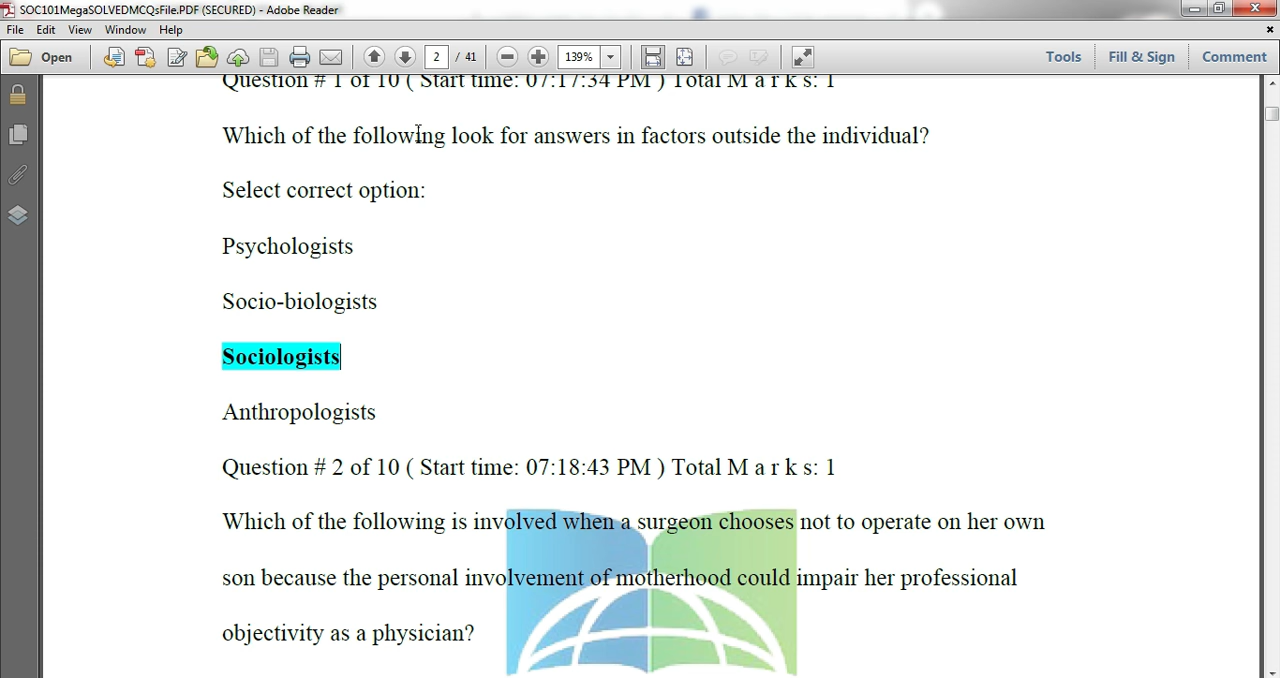 SOC101MegaSOLVEDMCQsFile.PDF (SECURED) - Adobe Reader
File Edit View Window Help
Open 2 / 41 139% Tools Fill & Sign Comment
Question # 1 of 10 ( Start time: 07:17:34 PM ) Total M a r k s: 1
Which of the following look for answers in factors outside the individual?
Select correct option:
Psychologists
Socio-biologists
Sociologists
Anthropologists
Question # 2 of 10 ( Start time: 07:18:43 PM ) Total M a r k s: 1
Which of the following is involved when a surgeon chooses not to operate on her own
son because the personal involvement of motherhood could impair her professional
objectivity as a physician?